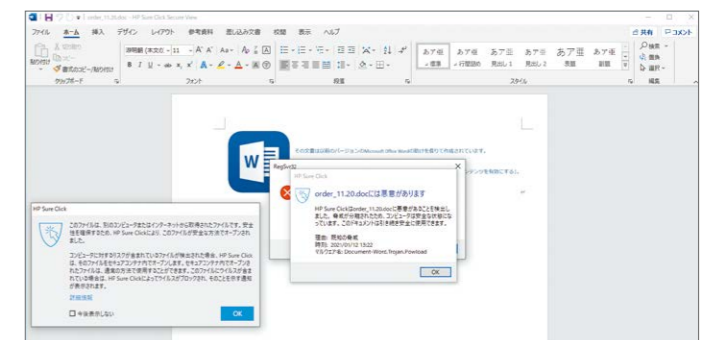 order_11.20.doc - HP Sure Click Secure View
ファイル ホーム 挿入 デザイン レイアウト 参考資料 差し込み文書 校閲 表示 ヘルプ 共有 コメント
貼り付け 書式のコピー/貼り付け 游明朝 (本文の 11 あア亜 あア亜 あア亜 あア亜 あア亜 あア亜 検索
標準 行間詰め 見出し 1 見出し 2 表題 副題 置換
選択
クリップボード フォント 段落 スタイル 編集
W
RegSvr32
HP Sure Click
order_11.20.docには悪意があります
HP Sure Clickはorder_11.20.docに悪意があることを検出し
ました。脅威が分離されたため、コンピュータは安全な状態にな
っています。このドキュメントは引き続き安全に使用できます。
理由: 既知の脅威
時刻: 2021/01/12 13:22
マルウェア名: Document-Word.Trojan.Powload
OK
HP Sure Click
このファイルは、別のコンピュータまたはインターネットから取得されたファイルです。安全
性を確保するため、HP Sure Clickにより、このファイルが安全な方法でオープンされ
ました。
コンピュータに対するリスクが含まれているファイルが検出された場合、HP Sure Click
は、そのファイルをセキュアコンテナ内でオープンします。セキュアコンテナ内でオープンさ
れたファイルは、通常の方法で使用することができます。このファイルにウイルスが含ま
れている場合は、HP Sure Clickによってウイルスがブロックされ、そのことを示す通知
が表示されます。
詳細情報
今後表示しない OK